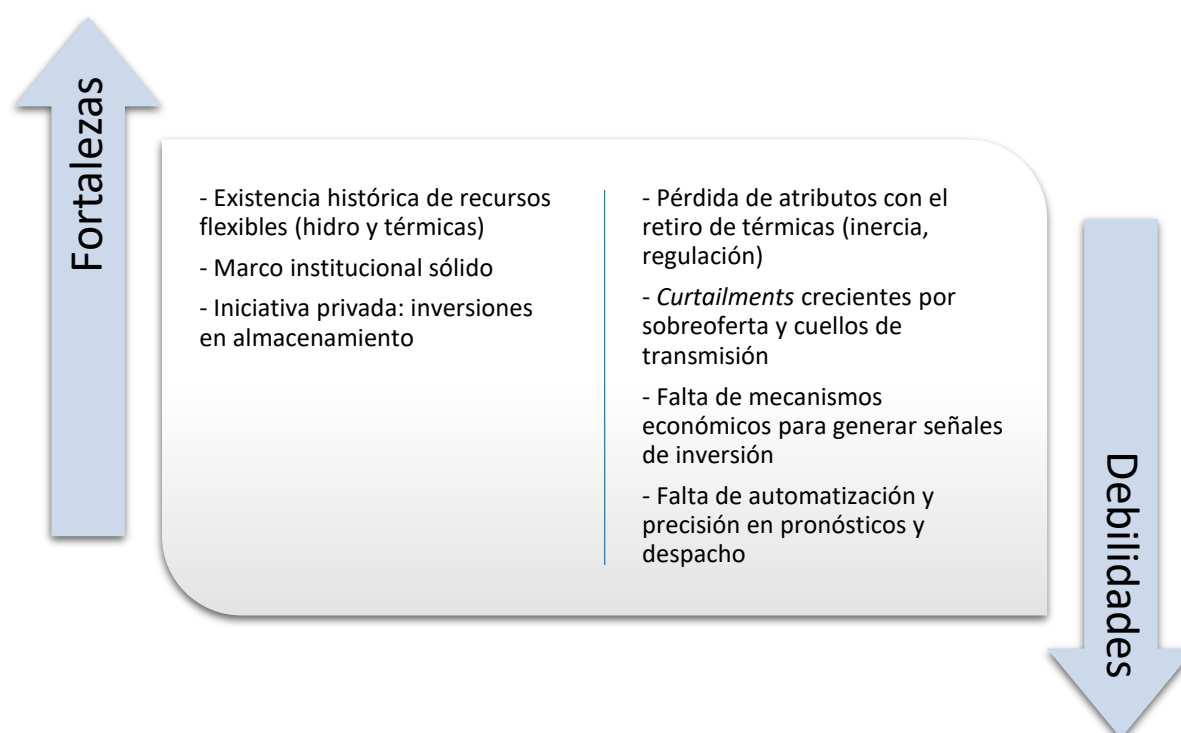 Fortalezas
- Existencia histórica de recursos
flexibles (hidro y térmicas)
- Marco institucional sólido
- Iniciativa privada: inversiones
en almacenamiento
- Pérdida de atributos con el
retiro de térmicas (inercia,
regulación)
- Curtailments crecientes por
sobreoferta y cuellos de
transmisión
- Falta de mecanismos
económicos para generar señales
de inversión
- Falta de automatización y
precisión en pronósticos y
despacho
Debilidades